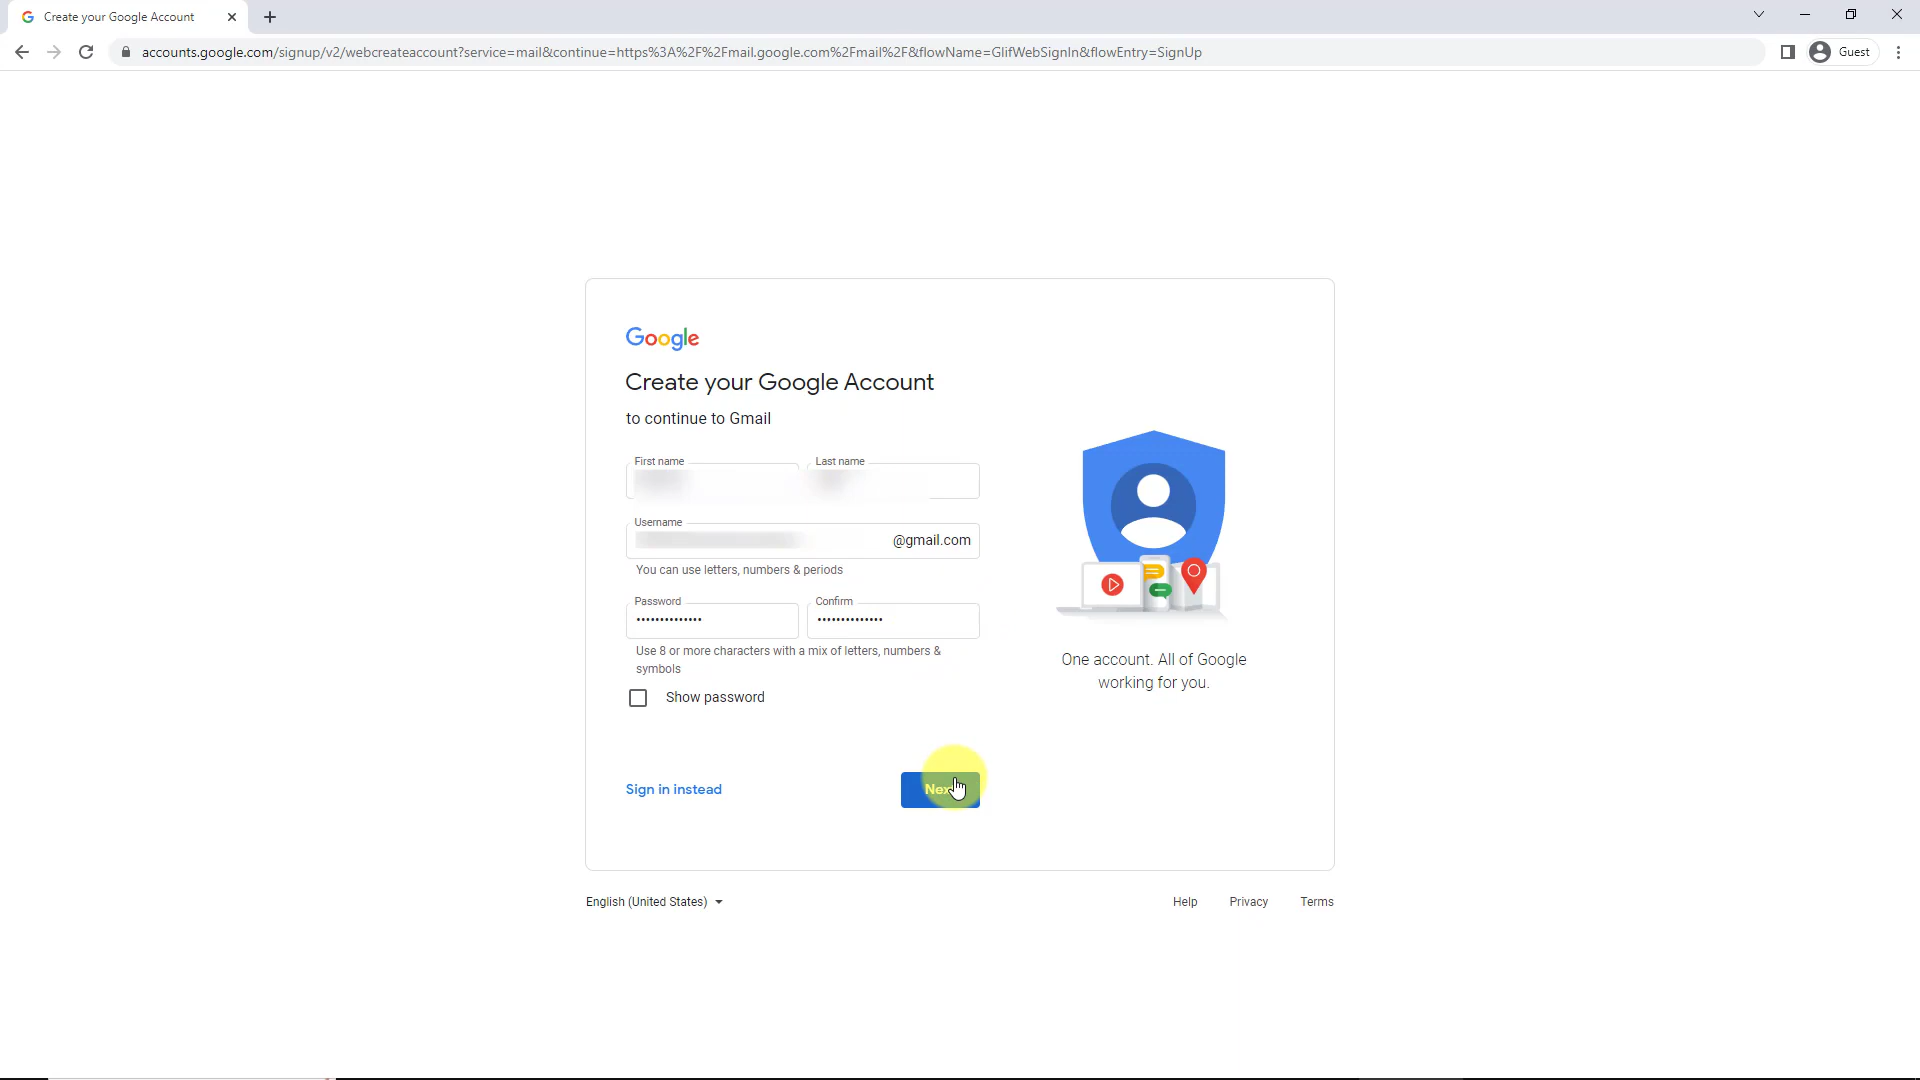 Create your Google Account
accounts.google.com/signup/v2/webcreateaccount?service=mail&continue=https%3A%2F%2Fmail.google.com%2Fmail%2F&flowName=GlifWebSignIn&flowEntry=SignUp
Guest
Google
Create your Google Account
to continue to Gmail
First name
Last name
Username
@gmail.com
You can use letters, numbers & periods
Password
Confirm
••••••••••••••
••••••••••••••
Use 8 or more characters with a mix of letters, numbers &
symbols
Show password
Sign in instead
Next
One account. All of Google
working for you.
English (United States)
Help
Privacy
Terms